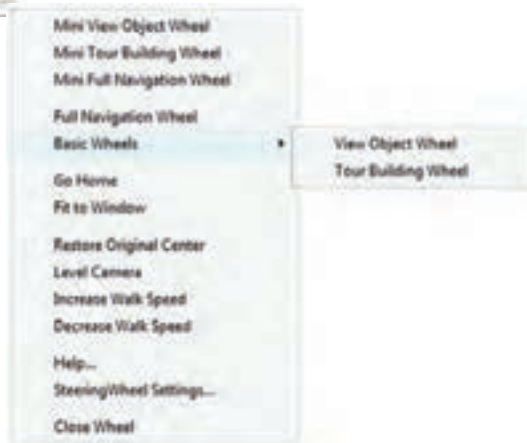 Mini View Object Wheel
Mini Tour Building Wheel
Mini Full Navigation Wheel
Full Navigation Wheel
Basic Wheels
View Object Wheel
Tour Building Wheel
Go Home
Fit to Window
Restore Original Center
Level Camera
Increase Walk Speed
Decrease Walk Speed
Help...
SteeringWheel Settings...
Close Wheel